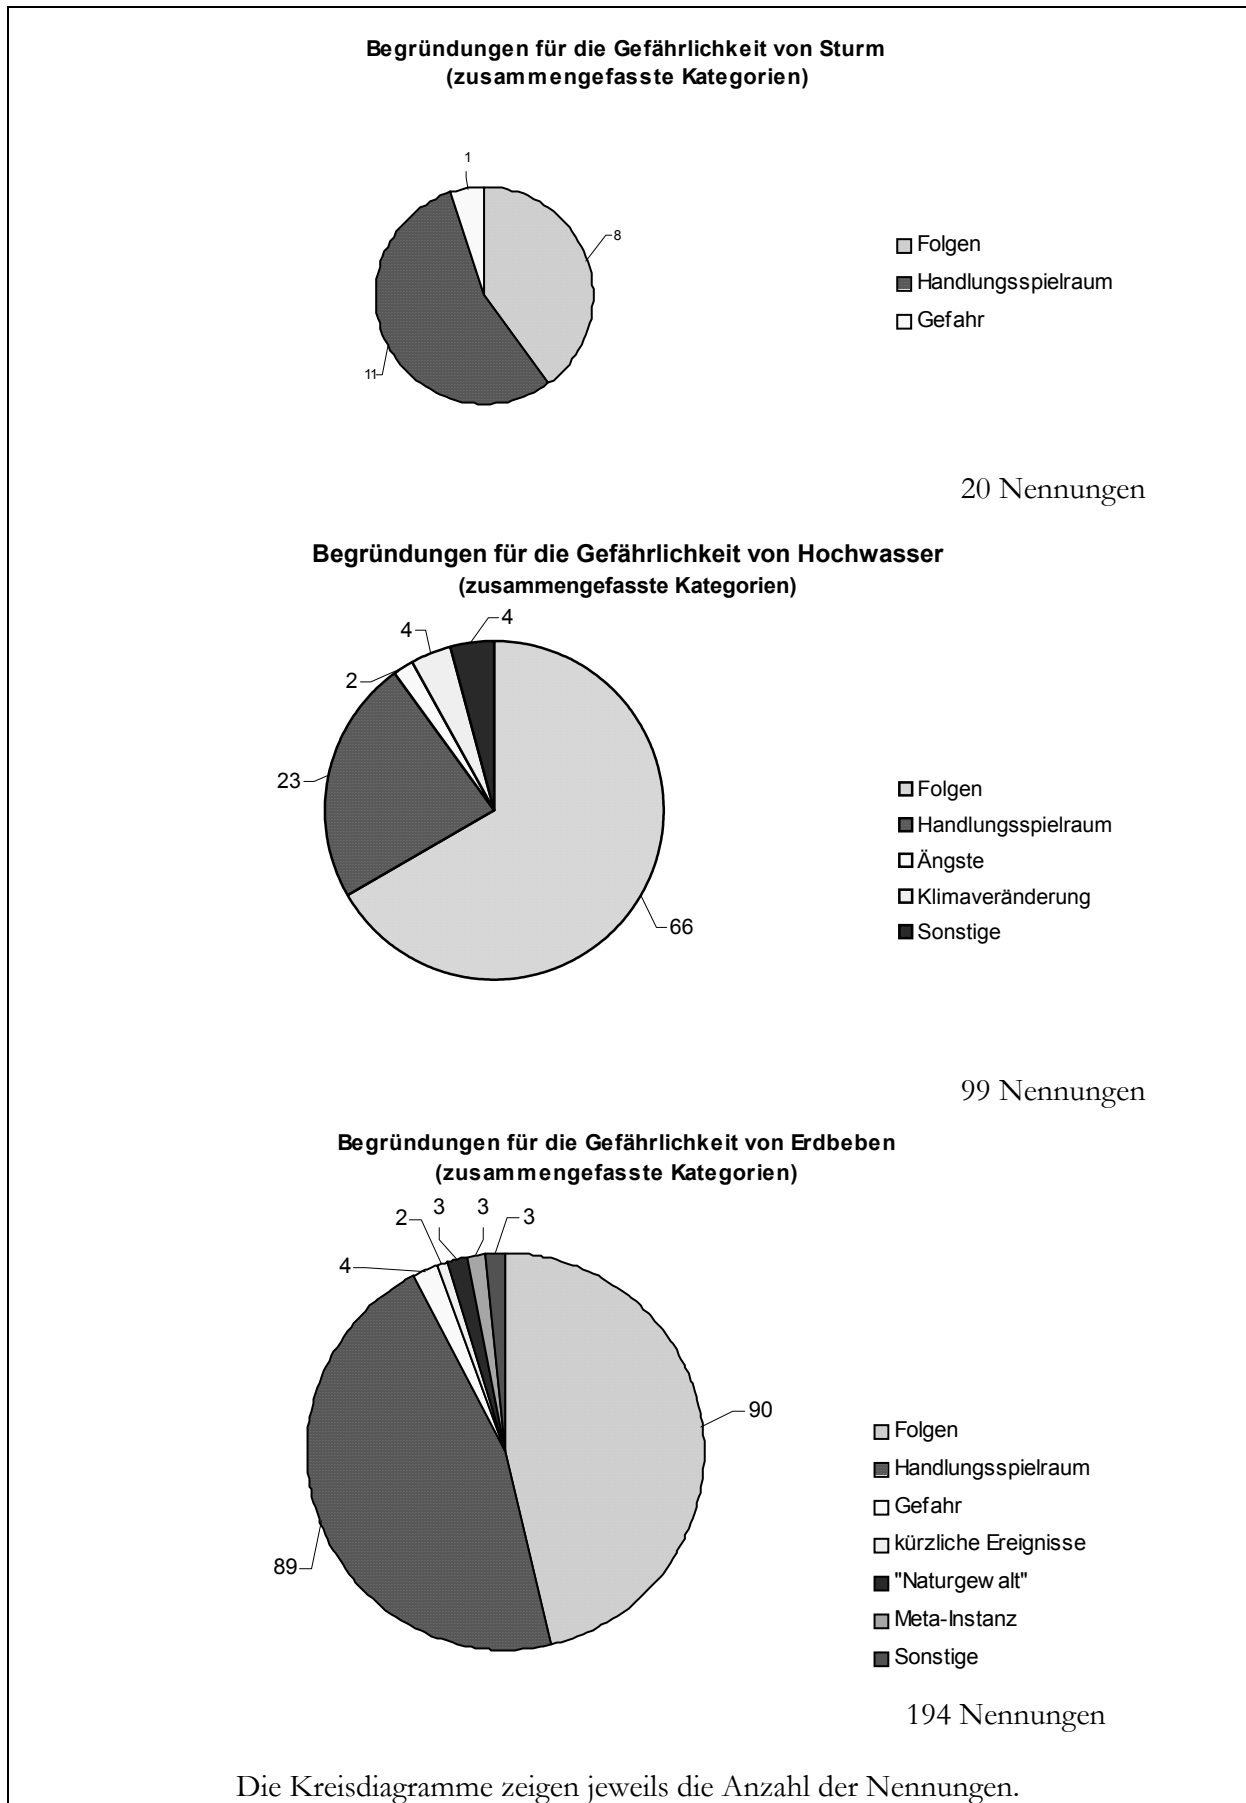 Begründungen für die Gefährlichkeit von Sturm
(zusammengefasste Kategorien)
1
8
11
Folgen
Handlungsspielraum
Gefahr
20 Nennungen
Begründungen für die Gefährlichkeit von Hochwasser
(zusammengefasste Kategorien)
4
4
2
23
66
Folgen
Handlungsspielraum
Ängste
Klimaveränderung
Sonstige
99 Nennungen
Begründungen für die Gefährlichkeit von Erdbeben
(zusammengefasste Kategorien)
3
3
2
3
4
90
89
Folgen
Handlungsspielraum
Gefahr
kürzliche Ereignisse
"Naturgewalt"
Meta-Instanz
Sonstige
194 Nennungen
Die Kreisdiagramme zeigen jeweils die Anzahl der Nennungen.